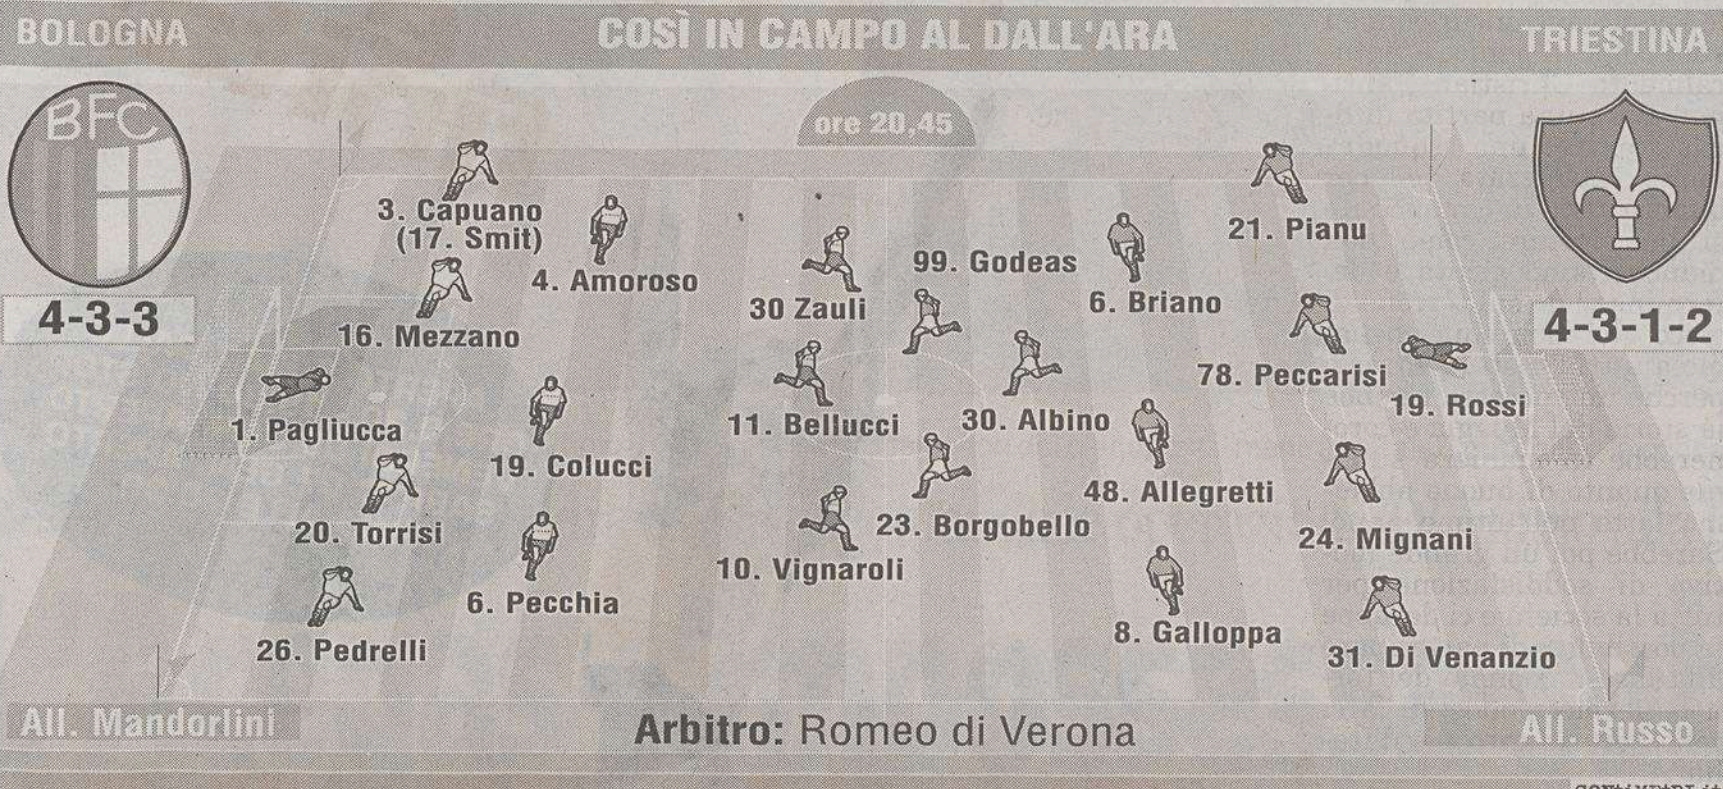 BOLOGNA
COSÌ IN CAMPO AL DALL'ARA
TRIESTINA
BFC
ore 20,45
4-3-3
4-3-1-2
3. Capuano
(17. Smit)
4. Amoroso
16. Mezzano
1. Pagliucca
19. Colucci
20. Torrisi
6. Pecchia
26. Pedrelli
30 Zauli
11. Bellucci
10. Vignaroli
99. Godeas
30. Albino
23. Borgobello
6. Briano
48. Allegretti
8. Galloppa
21. Pianu
78. Peccarisi
19. Rossi
24. Mignani
31. Di Venanzio
All. Mandorlini
Arbitro: Romeo di Verona
All. Russo